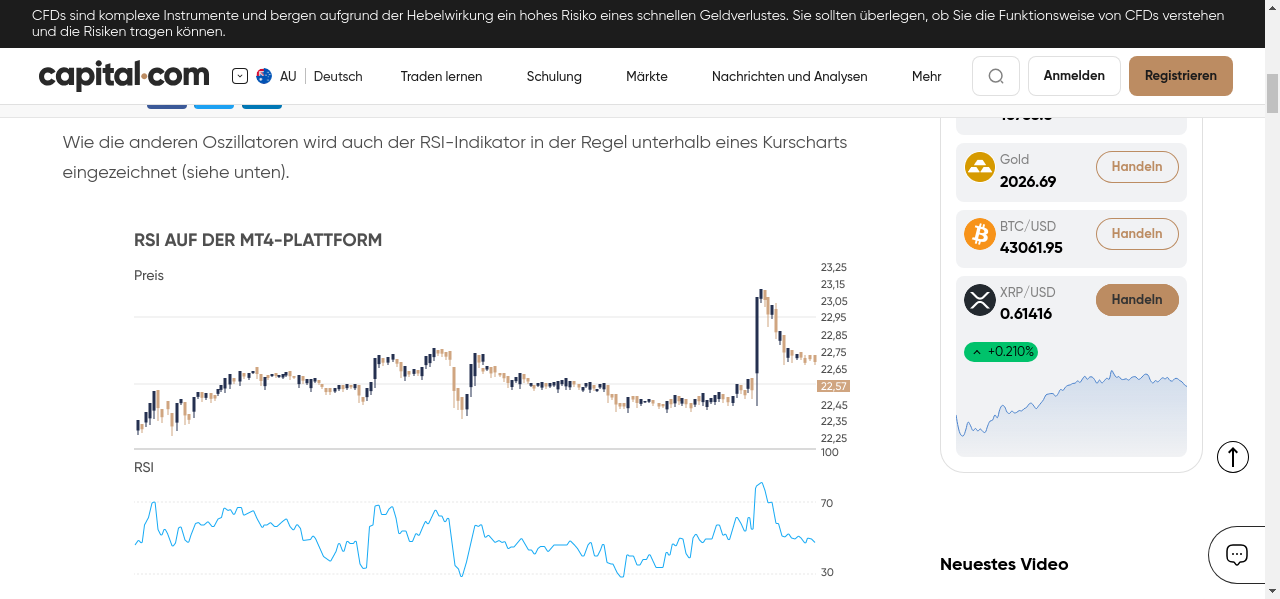 CFDs sind komplexe Instrumente und bergen aufgrund der Hebelwirkung ein hohes Risiko eines schnellen Geldverlustes. Sie sollten überlegen, ob Sie die Funktionsweise von CFDs verstehen
und die Risiken tragen können.
capital.com
AU
Deutsch
Traden lernen
Schulung
Märkte
Nachrichten und Analysen
Mehr
Anmelden
Registrieren
Wie die anderen Oszillatoren wird auch der RSI-Indikator in der Regel unterhalb eines Kurscharts
eingezeichnet (siehe unten).
RSI AUF DER MT4-PLATTFORM
Preis
23,25
23,15
23,05
22,95
22,85
22,75
22,65
22,57
22,45
22,35
22,25
100
RSI
70
30
Gold
2026.69
Handeln
BTC/USD
43061.95
Handeln
XRP/USD
0.61416
Handeln
+0.210%
Neuestes Video